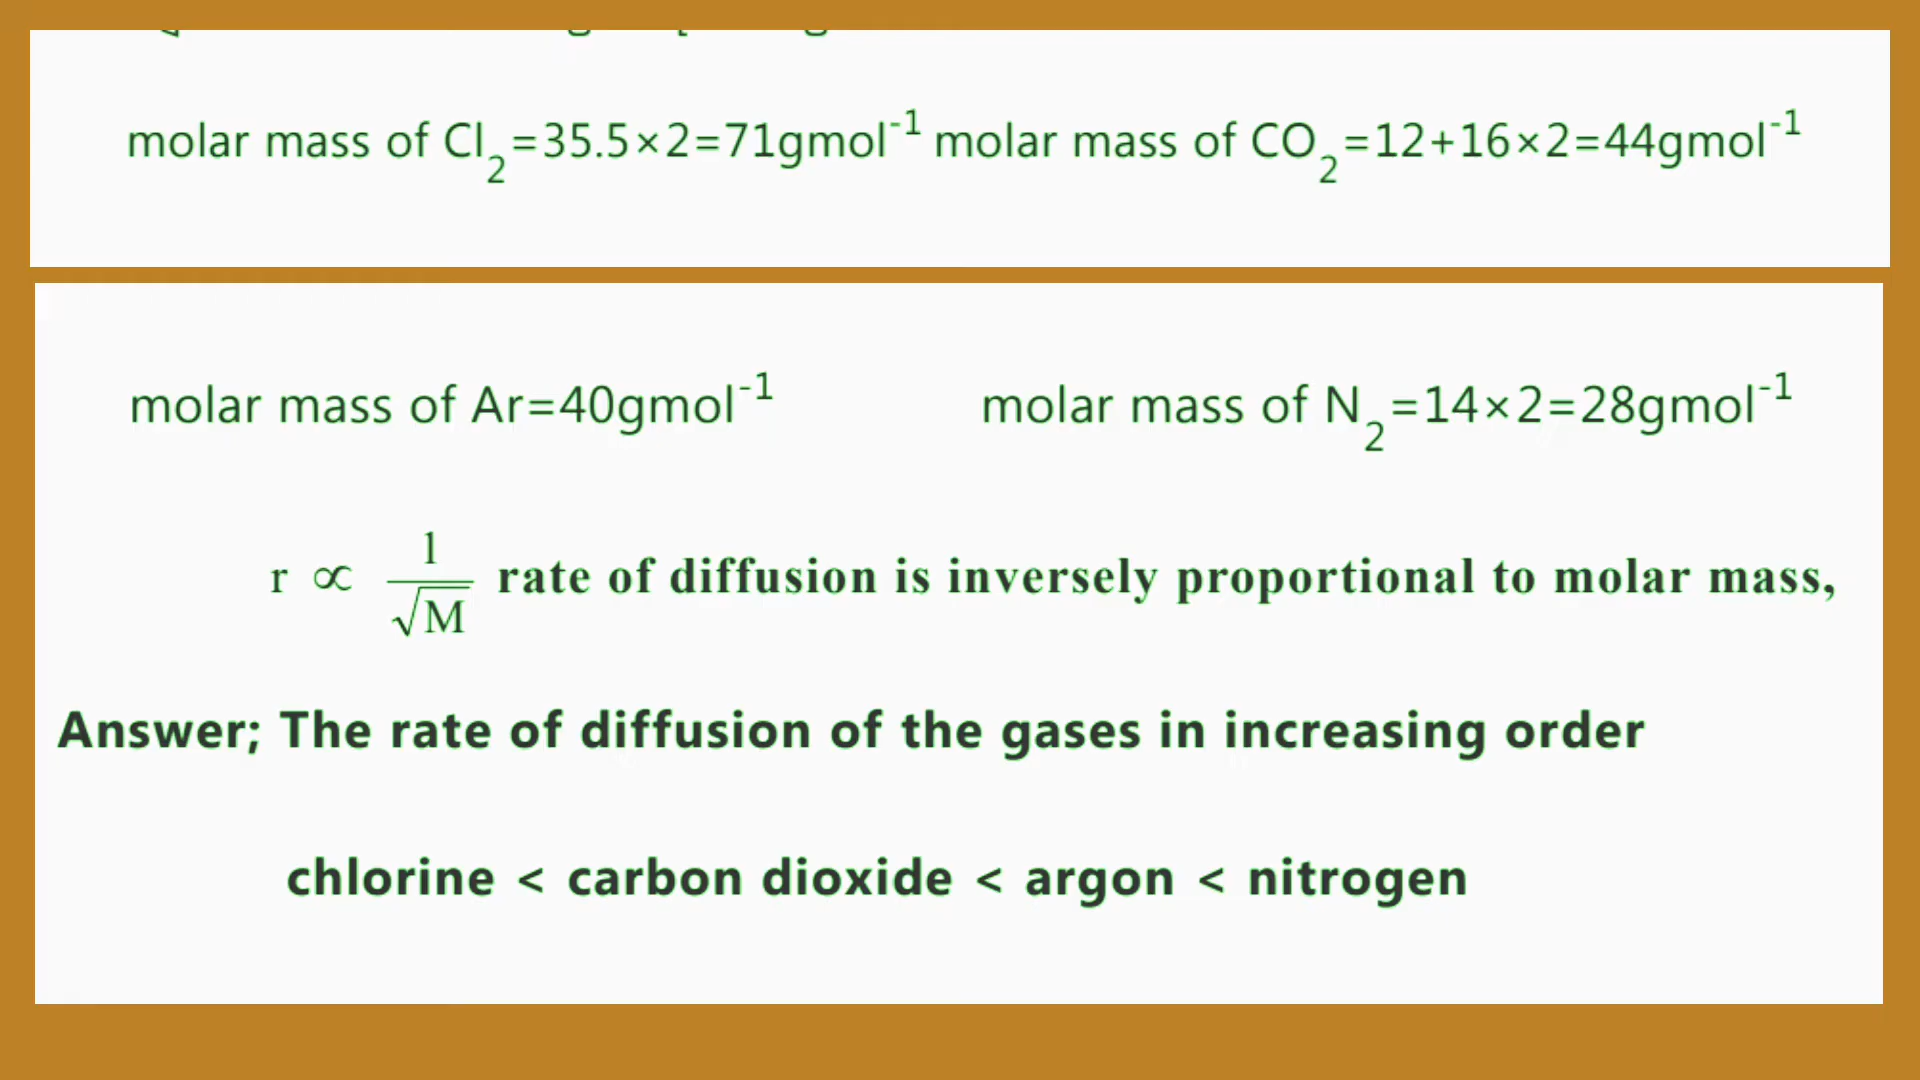 molar mass of Cl₂=35.5×2=71gmol⁻¹ molar mass of CO₂=12+16×2=44gmol⁻¹
molar mass of Ar=40gmol⁻¹ molar mass of N₂=14×2=28gmol⁻¹
r ∝ 1/√M rate of diffusion is inversely proportional to molar mass,
Answer; The rate of diffusion of the gases in increasing order
chlorine < carbon dioxide < argon < nitrogen